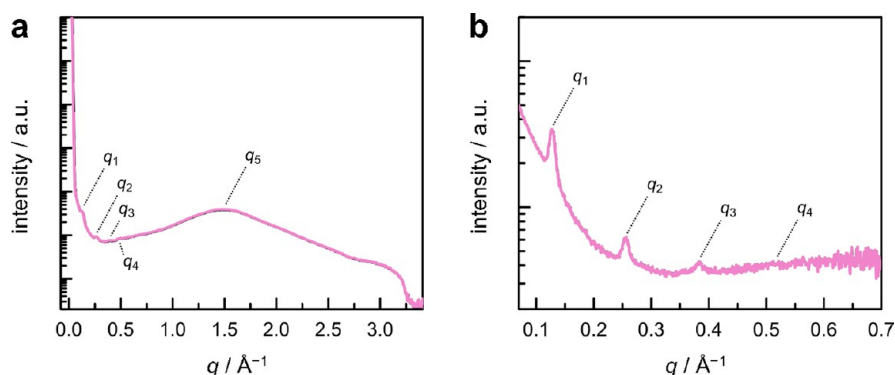 a
intensity / a.u.
q1
q2
q3
q4
q5
0.0 0.5 1.0 1.5 2.0 2.5 3.0
q / Å−1
b
intensity / a.u.
q1
q2
q3
q4
0.1 0.2 0.3 0.4 0.5 0.6 0.7
q / Å−1